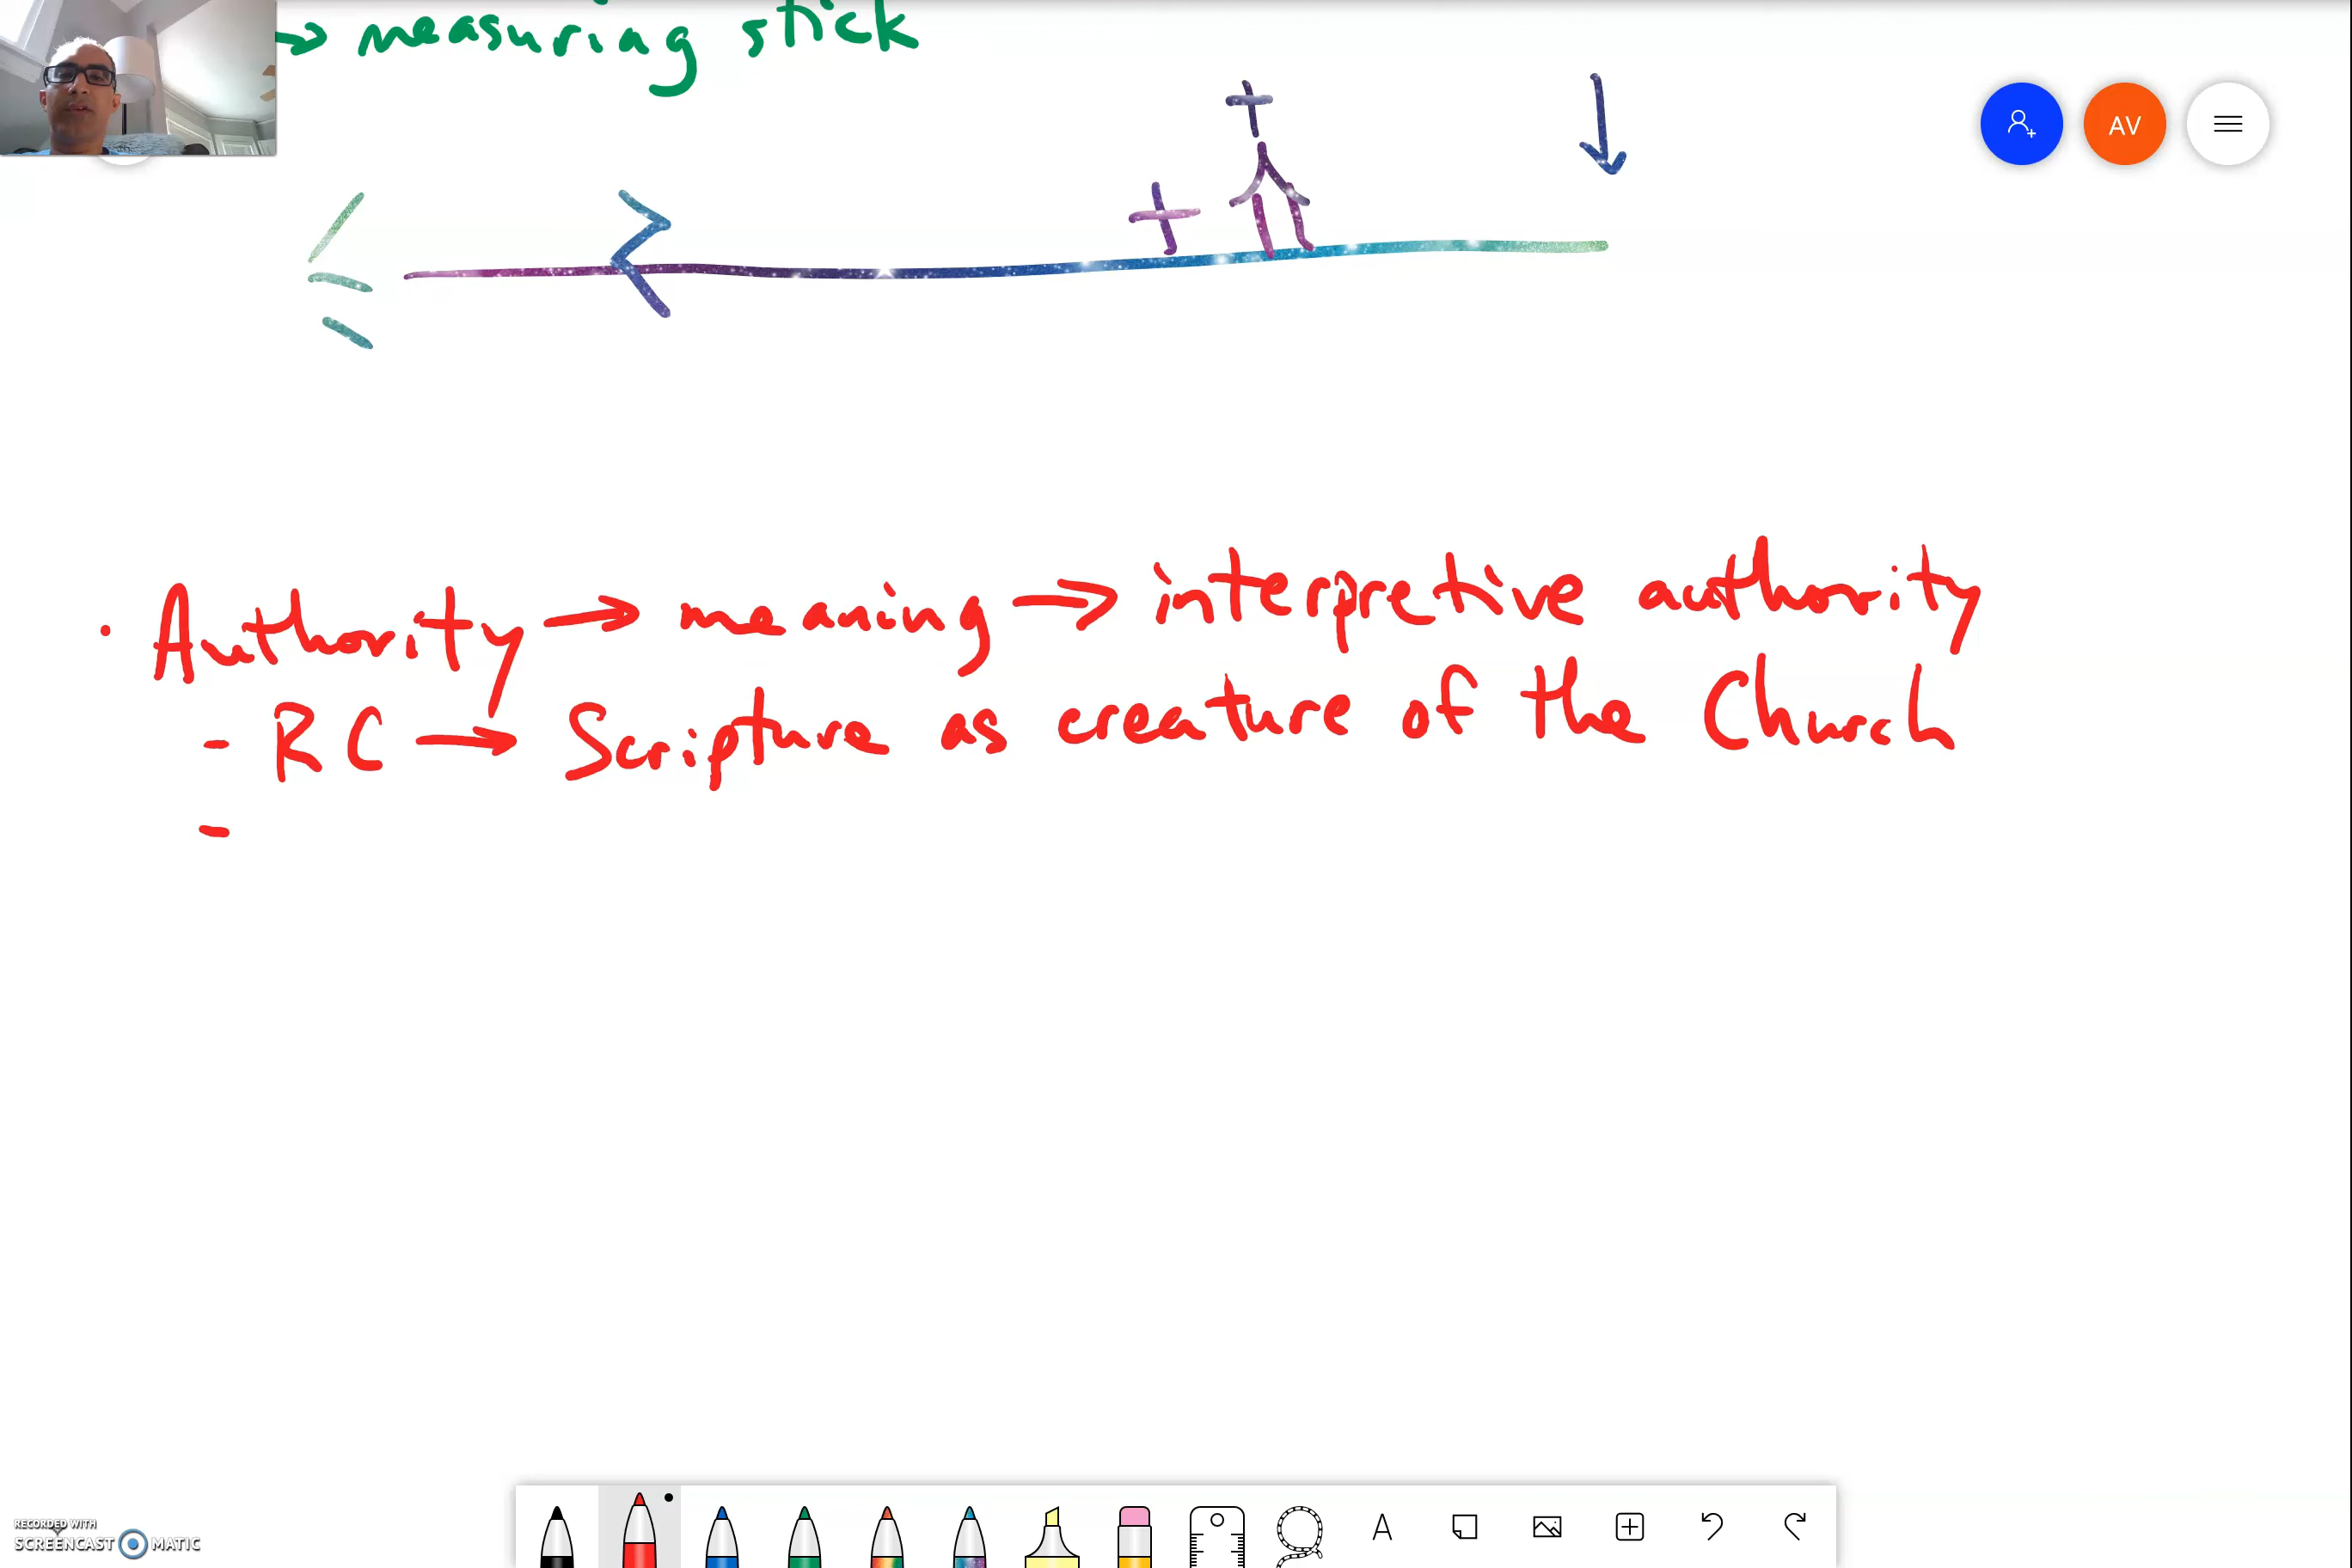 → measuring stick
AV
· Authority → meaning → interpretive authority
- RC → Scripture as creature of the Church
-
A
RECORDED WITH
SCREENCAST MATIC